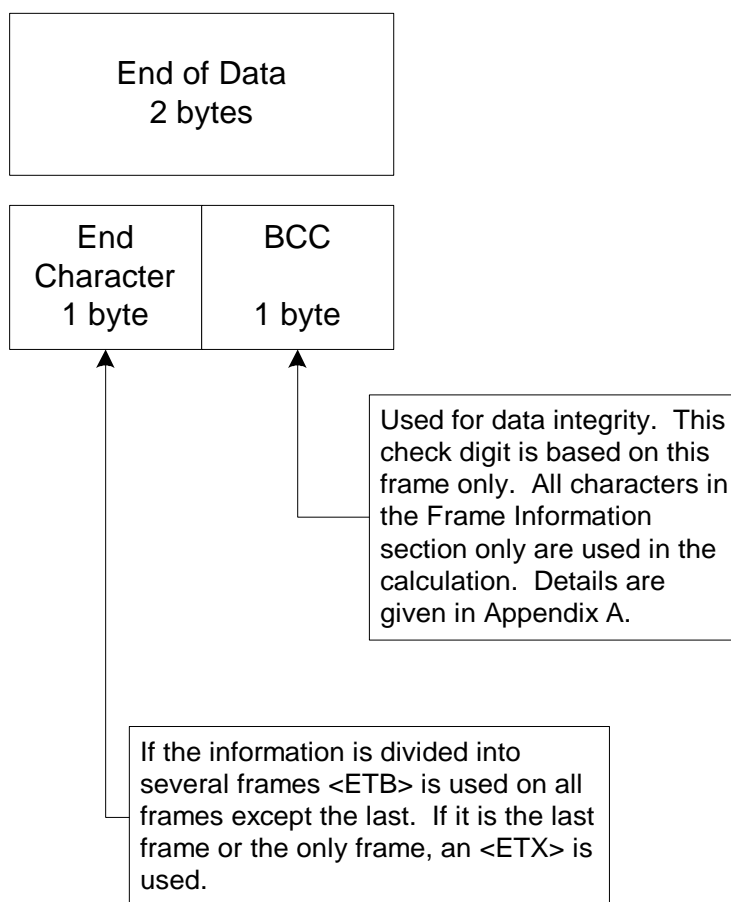 End of Data
2 bytes
End
Character
1 byte
BCC
1 byte
Used for data integrity.  This
check digit is based on this
frame only.  All characters in
the Frame Information
section only are used in the
calculation.  Details are
given in Appendix A.
If the information is divided into
several frames <ETB> is used on all
frames except the last.  If it is the last
frame or the only frame, an <ETX> is
used.